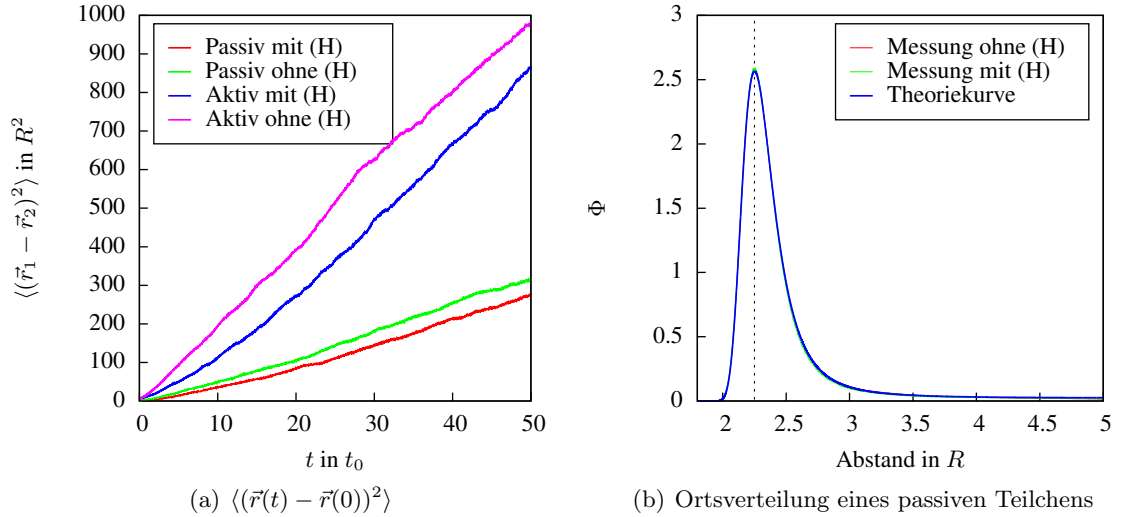 1000
900
800
700
600
500
400
300
200
100
0
0 10 20 30 40 50
⟨(r⃗₁ − r⃗₂)²⟩ in R²
t in t₀
Passiv mit (H)
Passiv ohne (H)
Aktiv mit (H)
Aktiv ohne (H)
(a) ⟨(r⃗(t) − r⃗(0))²⟩
3
2.5
2
1.5
1
0.5
0
2 2.5 3 3.5 4 4.5 5
Φ
Abstand in R
Messung ohne (H)
Messung mit (H)
Theoriekurve
(b) Ortsverteilung eines passiven Teilchens